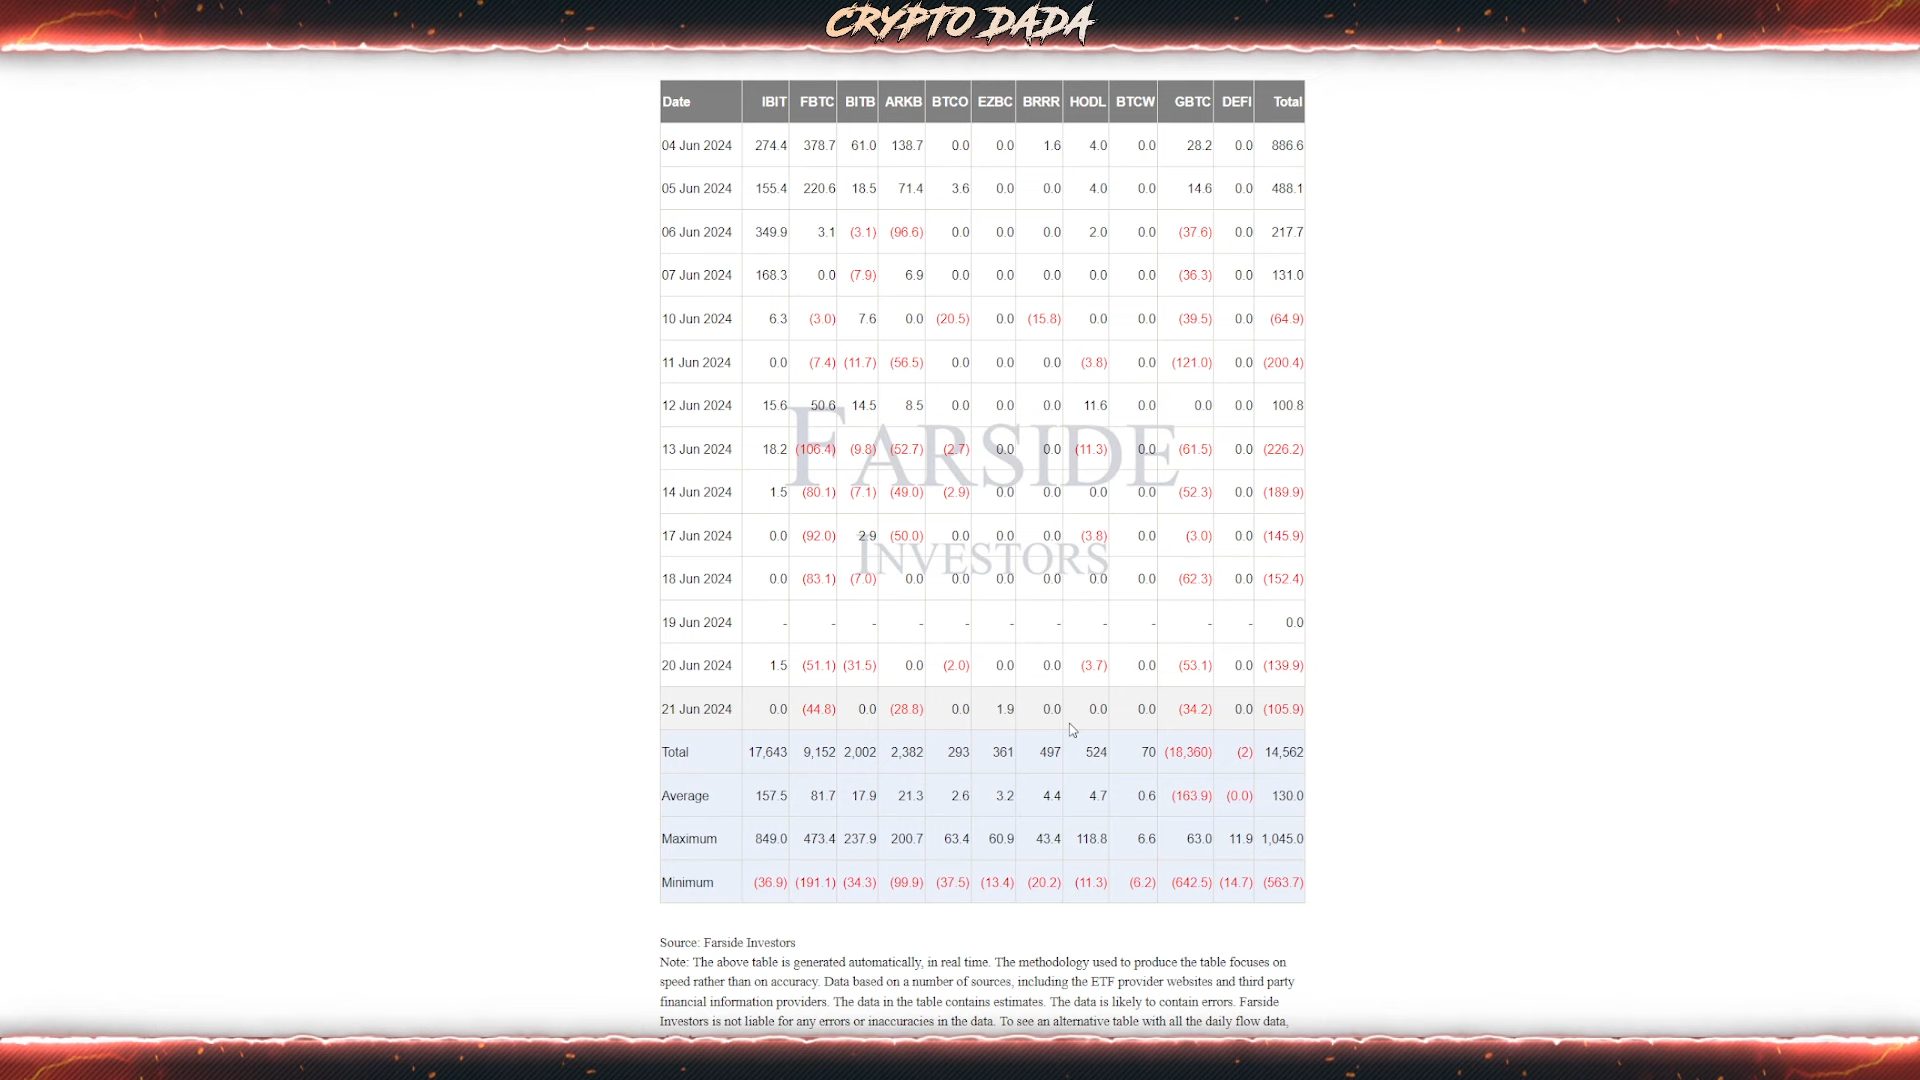 CRYPTO DADA
Date IBIT FBTC BITB ARKB BTCO EZBC BRRR HODL BTCW GBTC DEFI Total
04 Jun 2024 274.4 378.7 61.0 138.7 0.0 0.0 1.6 4.0 0.0 28.2 0.0 886.6
05 Jun 2024 155.4 220.6 18.5 71.4 3.6 0.0 0.0 4.0 0.0 14.6 0.0 488.1
06 Jun 2024 349.9 3.1 (3.1) (96.6) 0.0 0.0 0.0 2.0 0.0 (37.6) 0.0 217.7
07 Jun 2024 168.3 0.0 (7.9) 6.9 0.0 0.0 0.0 0.0 0.0 (36.3) 0.0 131.0
10 Jun 2024 6.3 (3.0) 7.6 0.0 (20.5) 0.0 (15.8) 0.0 0.0 (39.5) 0.0 (64.9)
11 Jun 2024 0.0 (7.4) (11.7) (56.5) 0.0 0.0 0.0 (3.8) 0.0 (121.0) 0.0 (200.4)
12 Jun 2024 15.6 50.6 14.5 8.5 0.0 0.0 0.0 11.6 0.0 0.0 0.0 100.8
FARSIDE
13 Jun 2024 18.2 (106.4) (9.8) (52.7) (2.7) 0.0 0.0 (11.3) 0.0 (61.5) 0.0 (226.2)
14 Jun 2024 1.5 (80.1) (7.1) (49.0) (2.9) 0.0 0.0 0.0 0.0 (52.3) 0.0 (189.9)
17 Jun 2024 0.0 (92.0) 2.9 (50.0) 0.0 0.0 0.0 (3.8) 0.0 (3.0) 0.0 (145.9)
INVESTORS
18 Jun 2024 0.0 (83.1) (7.0) 0.0 0.0 0.0 0.0 0.0 0.0 (62.3) 0.0 (152.4)
19 Jun 2024 - - - - - - - - - - - 0.0
20 Jun 2024 1.5 (51.1) (31.5) 0.0 (2.0) 0.0 0.0 (3.7) 0.0 (53.1) 0.0 (139.9)
21 Jun 2024 0.0 (44.8) 0.0 (28.8) 0.0 1.9 0.0 0.0 0.0 (34.2) 0.0 (105.9)
Total 17,643 9,152 2,002 2,382 293 361 497 524 70 (18,360) (2) 14,562
Average 157.5 81.7 17.9 21.3 2.6 3.2 4.4 4.7 0.6 (163.9) (0.0) 130.0
Maximum 849.0 473.4 237.9 200.7 63.4 60.9 43.4 118.8 6.6 63.0 11.9 1,045.0
Minimum (36.9) (191.1) (34.3) (99.9) (37.5) (13.4) (20.2) (11.3) (6.2) (642.5) (14.7) (563.7)
Source: Farside Investors
Note: The above table is generated automatically, in real time. The methodology used to produce the table focuses on
speed rather than on accuracy. Data based on a number of sources, including the ETF provider websites and third party
financial information providers. The data in the table contains estimates. The data is likely to contain errors. Farside
Investors is not liable for any errors or inaccuracies in the data. To see an alternative table with all the daily flow data,